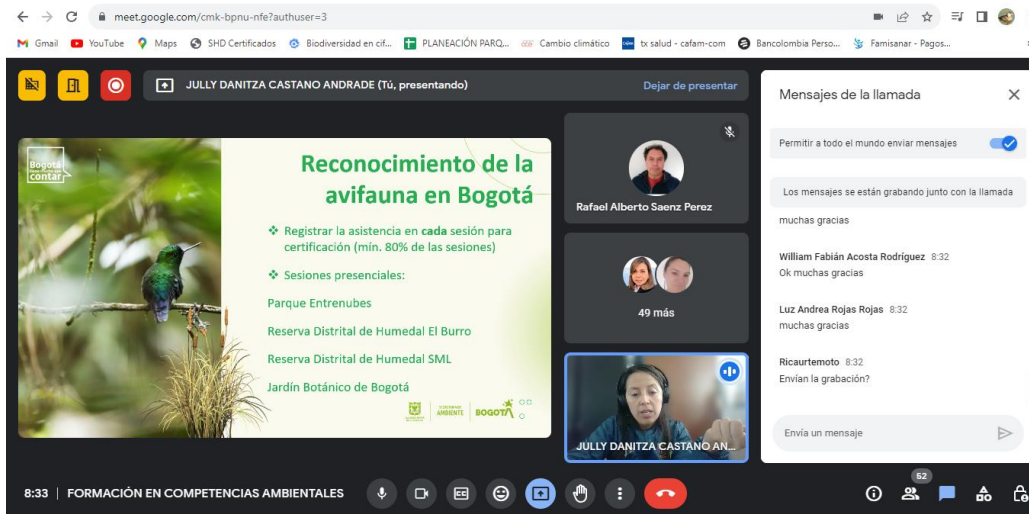 meet.google.com/cmk-bpnu-nfe?authuser=3
Gmail YouTube Maps SHD Certificados Biodiversidad en cif... PLANEACIÓN PARQ... Cambio climático tx salud - cafam-com Bancolombia Perso... Famisanar - Pagos...
JULLY DANITZA CASTANO ANDRADE (Tú, presentando)
Dejar de presentar
Bogotá
contar
Reconocimiento de la
avifauna en Bogotá
❖ Registrar la asistencia en cada sesión para
certificación (mín. 80% de las sesiones)
❖ Sesiones presenciales:
Parque Entrenubes
Reserva Distrital de Humedal El Burro
Reserva Distrital de Humedal SML
Jardín Botánico de Bogotá
AMBIENTE
BOGOTÁ
Rafael Alberto Saenz Perez
49 más
JULLY DANITZA CASTANO AN...
Mensajes de la llamada
Permitir a todo el mundo enviar mensajes
Los mensajes se están grabando junto con la llamada
muchas gracias
William Fabián Acosta Rodríguez 8:32
Ok muchas gracias
Luz Andrea Rojas Rojas 8:32
muchas gracias
Ricaurtemoto 8:32
Envían la grabación?
Envía un mensaje
8:33 | FORMACIÓN EN COMPETENCIAS AMBIENTALES
52